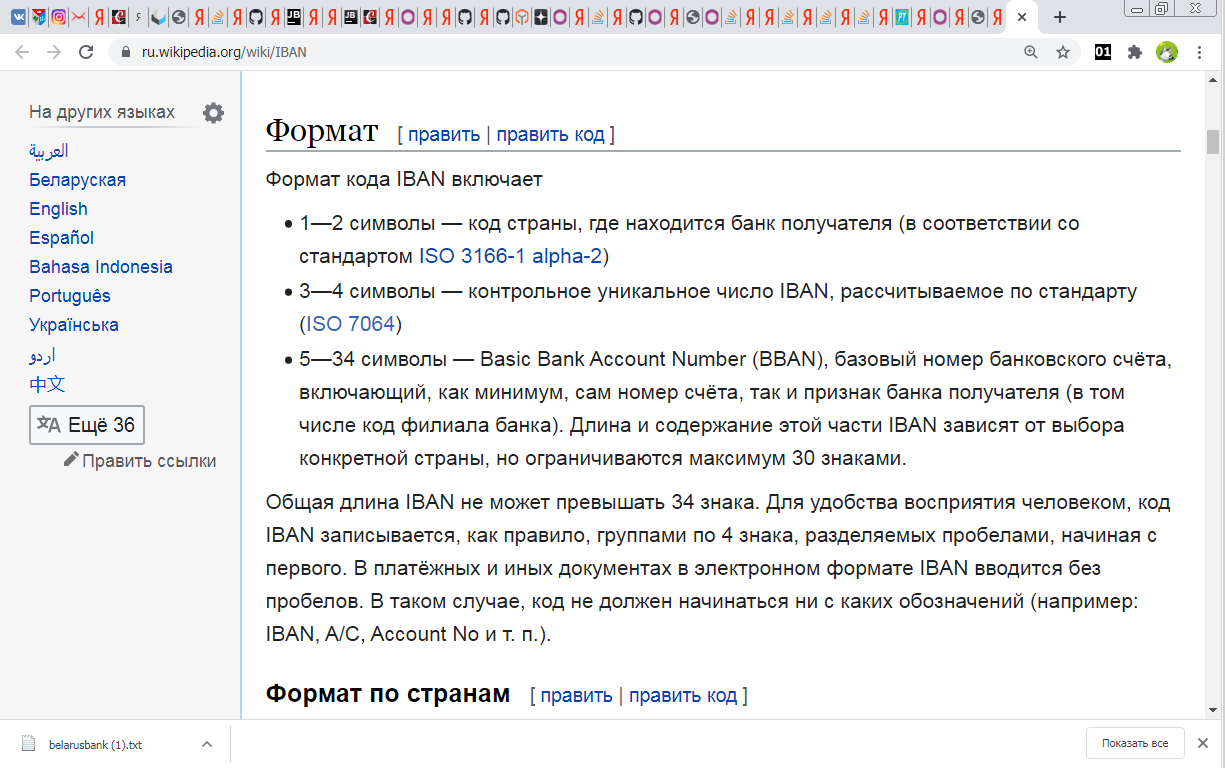 ru.wikipedia.org/wiki/IBAN
01
На других языках
العربية
Беларуская
English
Español
Bahasa Indonesia
Português
Українська
اردو
中文
Ещё 36
Править ссылки
Формат [ править | править код ]
Формат кода IBAN включает
1—2 символы — код страны, где находится банк получателя (в соответствии со
стандартом ISO 3166-1 alpha-2)
3—4 символы — контрольное уникальное число IBAN, рассчитываемое по стандарту
(ISO 7064)
5—34 символы — Basic Bank Account Number (BBAN), базовый номер банковского счёта,
включающий, как минимум, сам номер счёта, так и признак банка получателя (в том
числе код филиала банка). Длина и содержание этой части IBAN зависят от выбора
конкретной страны, но ограничиваются максимум 30 знаками.
Общая длина IBAN не может превышать 34 знака. Для удобства восприятия человеком, код
IBAN записывается, как правило, группами по 4 знака, разделяемых пробелами, начиная с
первого. В платёжных и иных документах в электронном формате IBAN вводится без
пробелов. В таком случае, код не должен начинаться ни с каких обозначений (например:
IBAN, A/C, Account No и т. п.).
Формат по странам [ править | править код ]
belarusbank (1).txt
Показать все